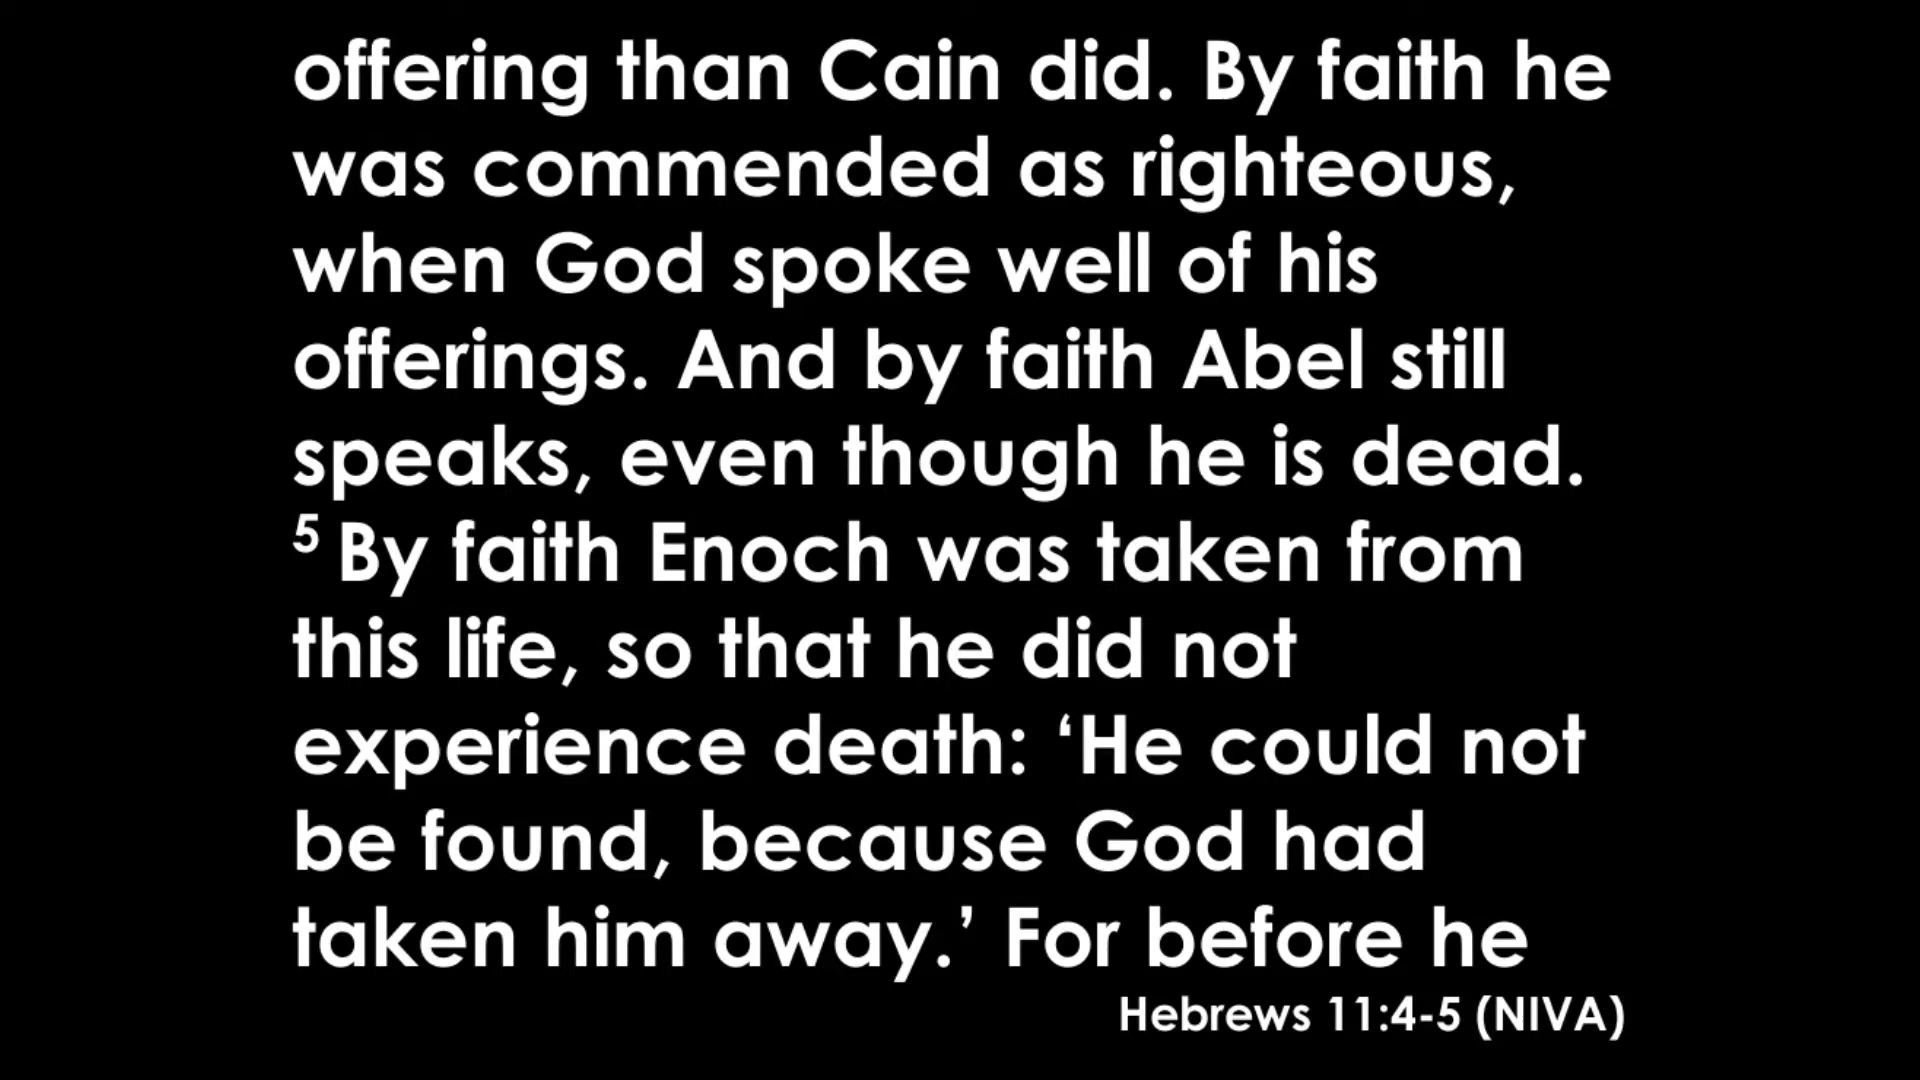 offering than Cain did. By faith he
was commended as righteous,
when God spoke well of his
offerings. And by faith Abel still
speaks, even though he is dead.
5 By faith Enoch was taken from
this life, so that he did not
experience death: ‘He could not
be found, because God had
taken him away.’ For before he
Hebrews 11:4-5 (NIVA)